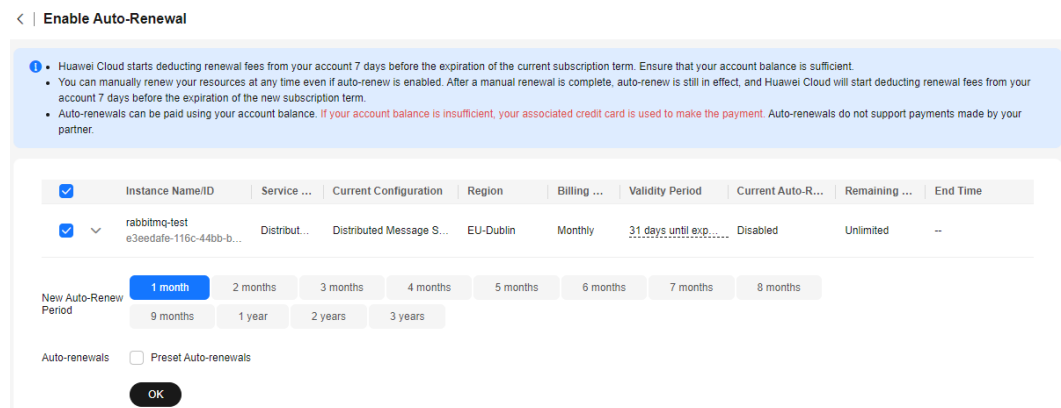 Enable Auto-Renewal
Huawei Cloud starts deducting renewal fees from your account 7 days before the expiration of the current subscription term. Ensure that your account balance is sufficient.
You can manually renew your resources at any time even if auto-renew is enabled. After a manual renewal is complete, auto-renew is still in effect, and Huawei Cloud will start deducting renewal fees from your
account 7 days before the expiration of the new subscription term.
Auto-renewals can be paid using your account balance. If your account balance is insufficient, your associated credit card is used to make the payment. Auto-renewals do not support payments made by your
partner.
Instance Name/ID Service ... Current Configuration Region Billing ... Validity Period Current Auto-R... Remaining ... End Time
rabbitmq-test
e3eedafe-116c-44bb-b... Distribut... Distributed Message S... EU-Dublin Monthly 31 days until exp... Disabled Unlimited --
New Auto-Renew
Period
1 month 2 months 3 months 4 months 5 months 6 months 7 months 8 months
9 months 1 year 2 years 3 years
Auto-renewals Preset Auto-renewals
OK